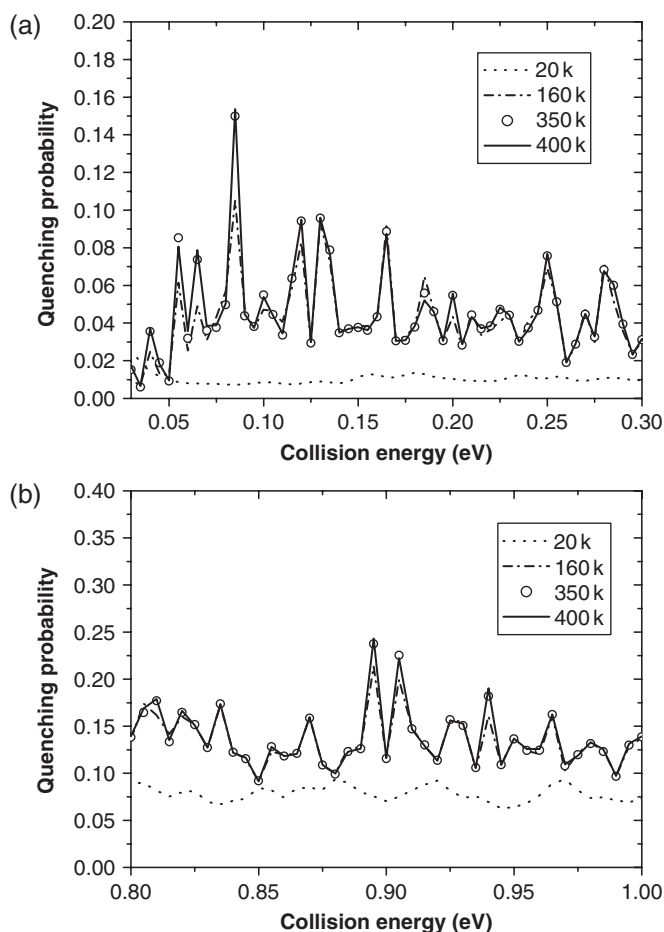 (a)
0.20
0.18
0.16
0.14
0.12
0.10
0.08
0.06
0.04
0.02
0.00
Quenching probability
20 k
160 k
350 k
400 k
0.05 0.10 0.15 0.20 0.25 0.30
Collision energy (eV)
(b)
0.40
0.35
0.30
0.25
0.20
0.15
0.10
0.05
0.00
Quenching probability
20 k
160 k
350 k
400 k
0.80 0.85 0.90 0.95 1.00
Collision energy (eV)